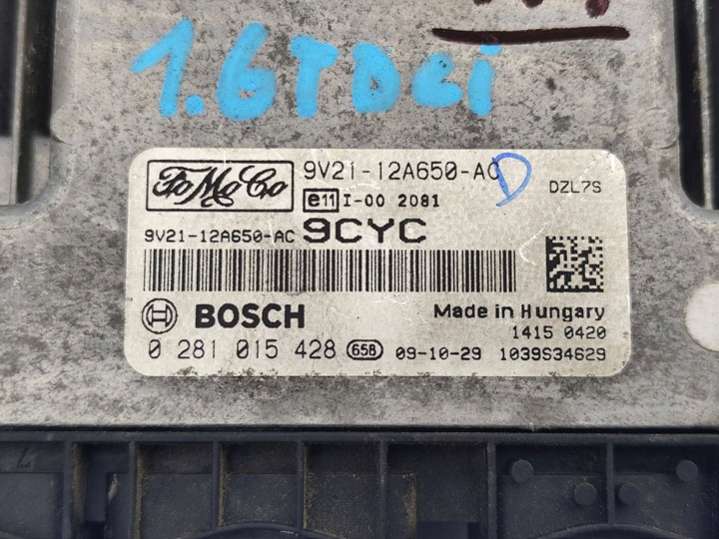 1.6TDCi
FoMoCo
9V21-12A650-AC D
DZL7S
e11 I-00 2081
9V21-12A650-AC 9CYC
BOSCH
Made in Hungary
1415 0420
0 281 015 428 65B 09-10-29 1039S34629